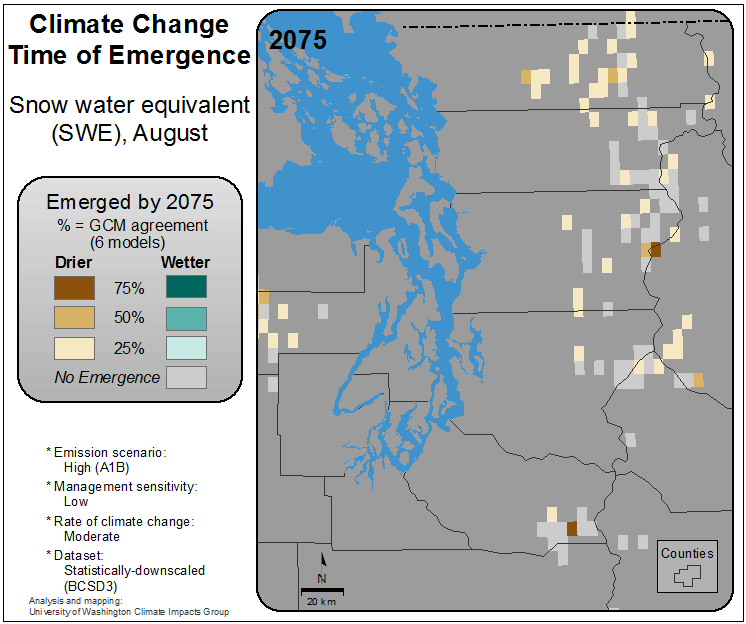 Climate Change
Time of Emergence
Snow water equivalent
(SWE), August
Emerged by 2075
% = GCM agreement
(6 models)
Drier Wetter
75%
50%
25%
No Emergence
* Emission scenario:
High (A1B)
* Management sensitivity:
Low
* Rate of climate change:
Moderate
* Dataset:
Statistically-downscaled
(BCSD3)
Analysis and mapping:
University of Washington Climate Impacts Group
2075
N
20 km
Counties